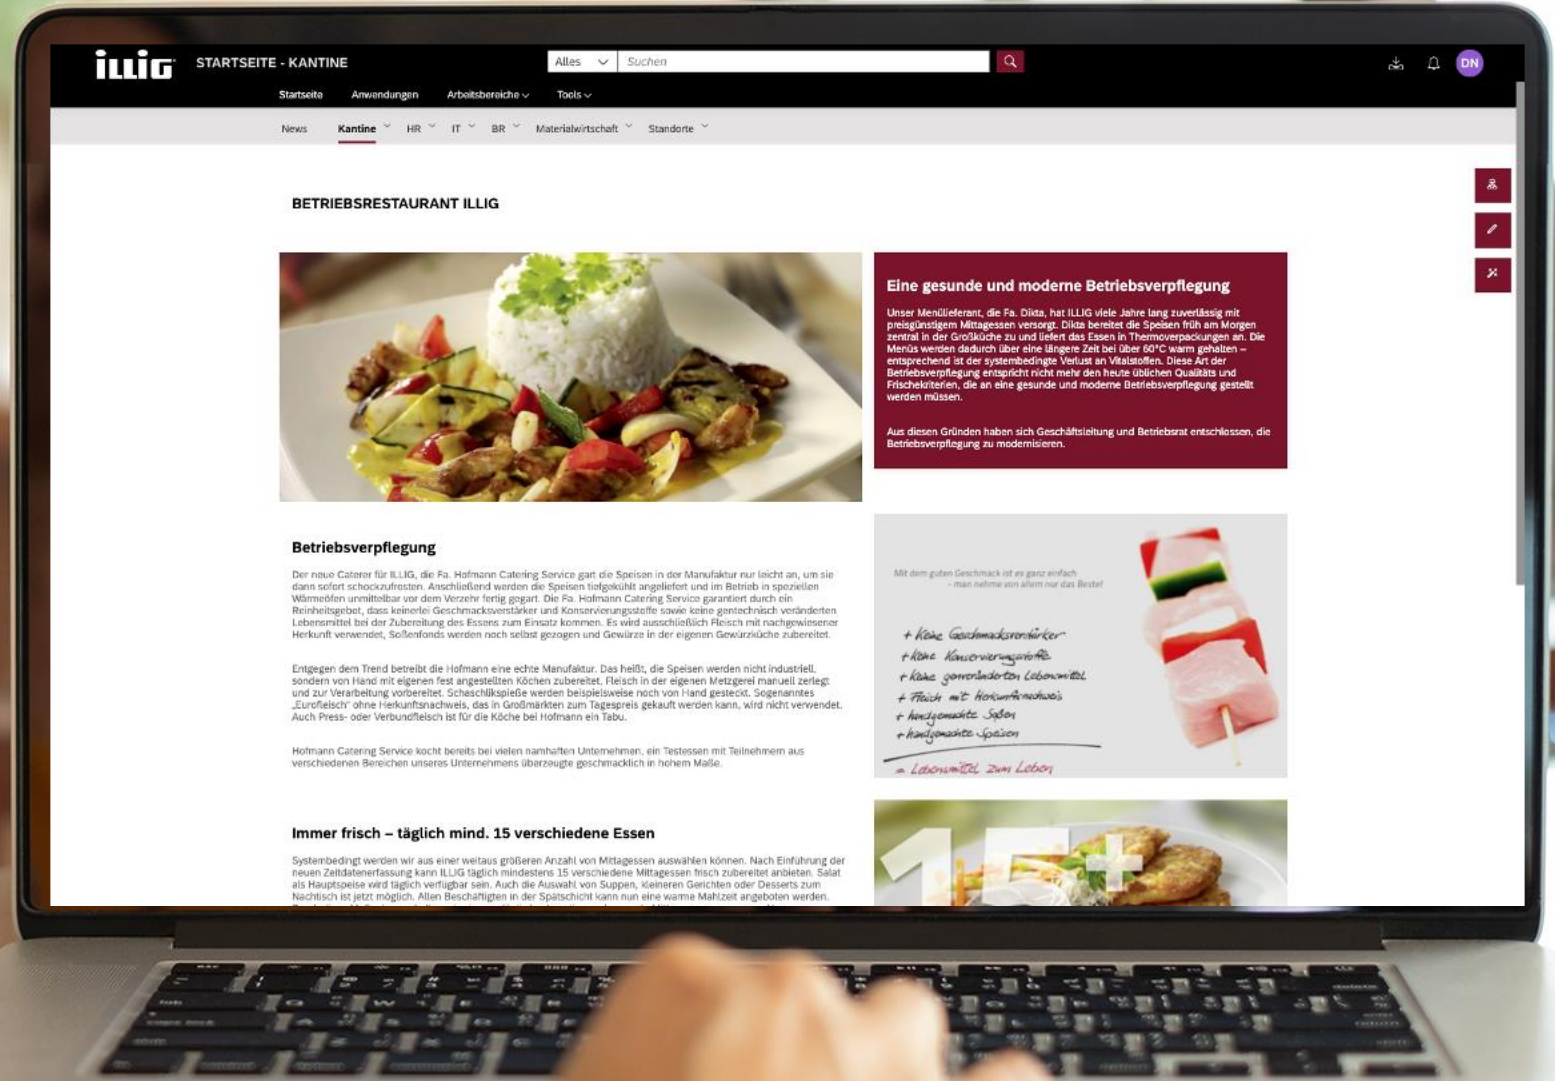 illig
STARTSEITE - KANTINE
Alles
Suchen
DN
Startseite
Anwendungen
Arbeitsbereiche
Tools
News
Kantine
HR
IT
BR
Materialwirtschaft
Standorte
BETRIEBSRESTAURANT ILLIG
Eine gesunde und moderne Betriebsverpflegung
Unser Menülieferant, die Fa. Dikta, hat ILLIG viele Jahre lang zuverlässig mit
preisgünstigem Mittagessen versorgt. Dikta bereitet die Speisen früh am Morgen
zentral in der Großküche zu und liefert das Essen in Thermoverpackungen an. Die
Menüs werden dadurch über eine längere Zeit bei über 60°C warm gehalten –
entsprechend ist der systembedingte Verlust an Vitalstoffen. Diese Art der
Betriebsverpflegung entspricht nicht mehr den heute üblichen Qualitäts und
Frischekriterien, die an eine gesunde und moderne Betriebsverpflegung gestellt
werden müssen.
Aus diesen Gründen haben sich Geschäftsleitung und Betriebsrat entschlossen, die
Betriebsverpflegung zu modernisieren.
Betriebsverpflegung
Der neue Caterer für ILLIG, die Fa. Hofmann Catering Service gart die Speisen in der Manufaktur nur leicht an, um sie
dann sofort schockzufrosten. Anschließend werden die Speisen tiefgekühlt angeliefert und im Betrieb in speziellen
Wärmeöfen unmittelbar vor dem Verzehr fertig gegart. Die Fa. Hofmann Catering Service garantiert durch ein
Reinheitsgebot, dass keinerlei Geschmacksverstärker und Konservierungsstoffe sowie keine gentechnisch veränderten
Lebensmittel bei der Zubereitung des Essens zum Einsatz kommen. Es wird ausschließlich Fleisch mit nachgewiesener
Herkunft verwendet, Soßenfonds werden noch selbst gezogen und Gewürze in der eigenen Gewürzküche zubereitet.
Entgegen dem Trend betreibt die Hofmann eine echte Manufaktur. Das heißt, die Speisen werden nicht industriell,
sondern von Hand mit eigenen fest angestellten Köchen zubereitet, Fleisch in der eigenen Metzgerei manuell zerlegt
und zur Verarbeitung vorbereitet. Schaschlikspieße werden beispielsweise noch von Hand gesteckt. Sogenanntes
„Eurofleisch“ ohne Herkunftsnachweis, das in Großmärkten zum Tagespreis gekauft werden kann, wird nicht verwendet.
Auch Press- oder Verbundfleisch ist für die Köche bei Hofmann ein Tabu.
Hofmann Catering Service kocht bereits bei vielen namhaften Unternehmen, ein Testessen mit Teilnehmern aus
verschiedenen Bereichen unseres Unternehmens überzeugte geschmacklich in hohem Maße.
Mit dem guten Geschmack ist es ganz einfach
- man nehme von allem nur das Beste!
+ Keine Geschmacksverstärker
+ Keine Konservierungsstoffe
+ Keine genveränderten Lebensmittel
+ Fleisch mit Herkunftsnachweis
+ handgemachte Soßen
+ handgemachte Speisen
= Lebensmittel zum Leben
Immer frisch – täglich mind. 15 verschiedene Essen
Systembedingt werden wir aus einer weitaus größeren Anzahl von Mittagessen auswählen können. Nach Einführung der
neuen Zeitdatenerfassung kann ILLIG täglich mindestens 15 verschiedene Mittagessen frisch zubereitet anbieten. Salat
als Hauptspeise wird täglich verfügbar sein. Auch die Auswahl von Suppen, kleineren Gerichten oder Desserts zum
Nachtisch ist jetzt möglich. Allen Beschäftigten in der Spätschicht kann nun eine warme Mahlzeit angeboten werden.
15+